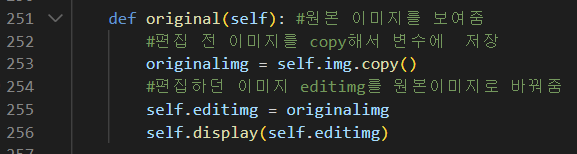 251 def original(self): #원본 이미지를 보여줌
252 #편집 전 이미지를 copy해서 변수에 저장
253 originalimg = self.img.copy()
254 #편집하던 이미지 editimg를 원본이미지로 바꿔줌
255 self.editimg = originalimg
256 self.display(self.editimg)